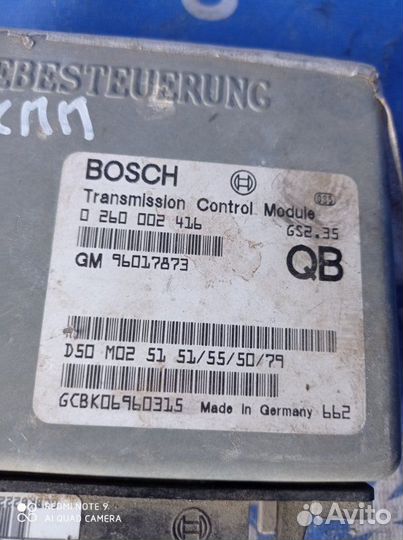 EBESTEUERUNG
КПП
BOSCH
Transmission Control Module
0 260 002 416
GS2.35
GM 96017873
QB
D50 M02 51 51/55/50/79
GCBK06960315 Made in Germany 662
REDMI NOTE 9
AI QUAD CAMERA
Avito